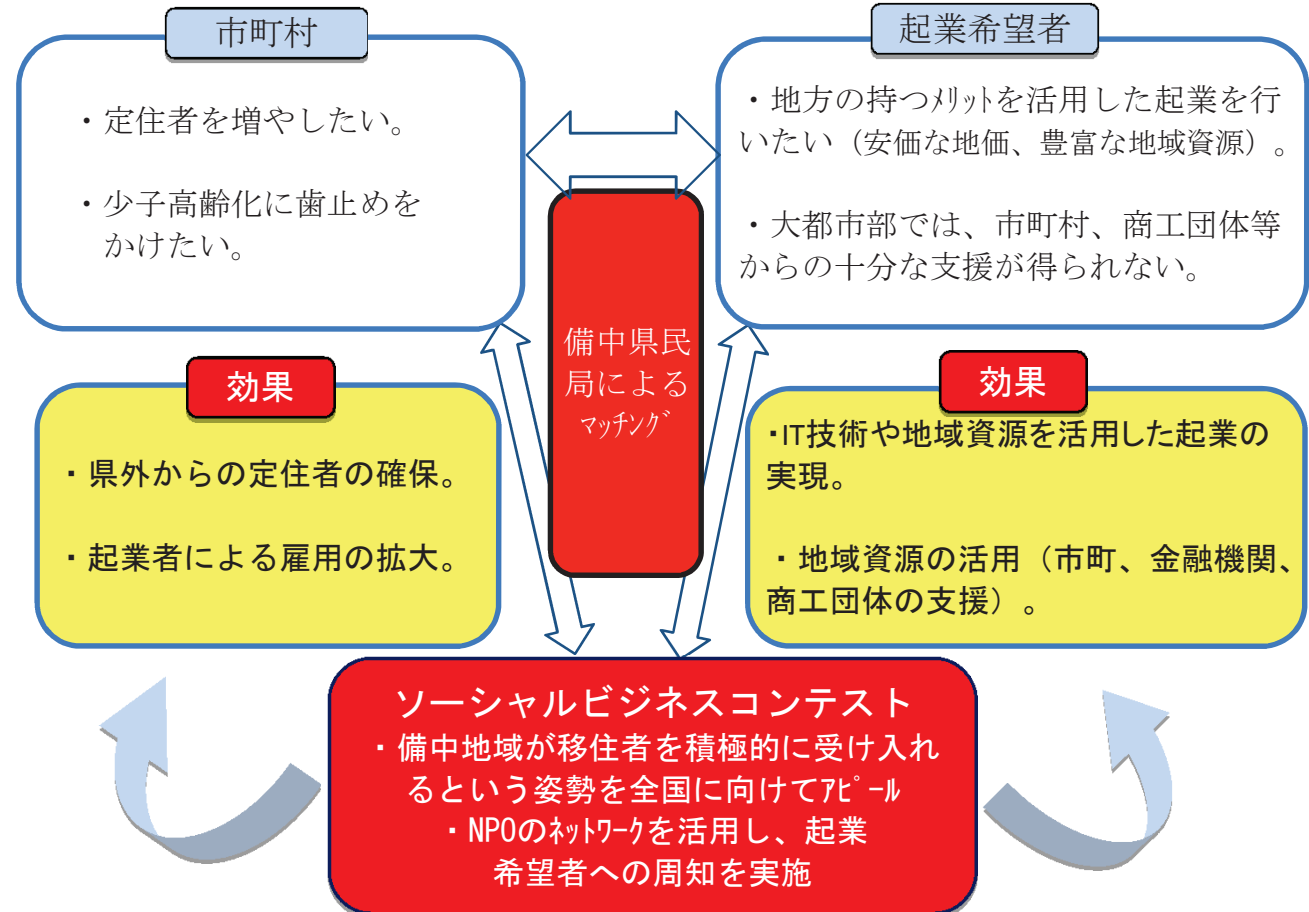 市町村
・定住者を増やしたい。
・少子高齢化に歯止めを
かけたい。
起業希望者
・地方の持つﾒﾘｯﾄを活用した起業を行
いたい（安価な地価、豊富な地域資源）。
・大都市部では、市町村、商工団体等
からの十分な支援が得られない。
備中県民
局による
ﾏｯﾁﾝｸﾞ
効果
・県外からの定住者の確保。
・起業者による雇用の拡大。
効果
・IT技術や地域資源を活用した起業の
実現。
・地域資源の活用（市町、金融機関、
商工団体の支援）。
ソーシャルビジネスコンテスト
・備中地域が移住者を積極的に受け入れ
るという姿勢を全国に向けてｱﾋﾟｰﾙ
・NPOのﾈｯﾄﾜｰｸを活用し、起業
希望者への周知を実施